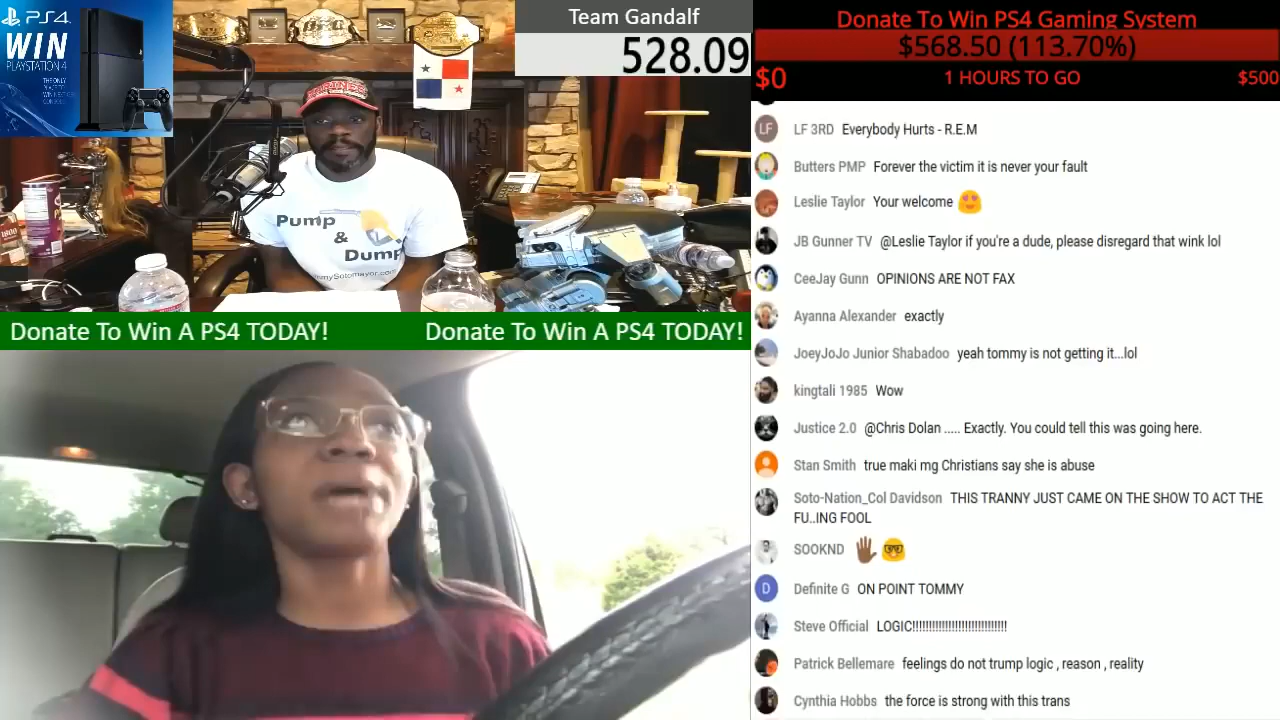 PS4
WIN
PLAYSTATION 4
Team Gandalf
528.09
Pump
&
Dump
Donate To Win A PS4 TODAY!
Donate To Win A PS4 TODAY!
Donate To Win PS4 Gaming System
$568.50 (113.70%)
$0 1 HOURS TO GO $500
LF LF 3RD Everybody Hurts - R.E.M
Butters PMP Forever the victim it is never your fault
Leslie Taylor Your welcome 😍
JB Gunner TV @Leslie Taylor if you're a dude, please disregard that wink lol
CeeJay Gunn OPINIONS ARE NOT FAX
Ayanna Alexander exactly
JoeyJoJo Junior Shabadoo yeah tommy is not getting it...lol
kingtali 1985 Wow
Justice 2.0 @Chris Dolan ..... Exactly. You could tell this was going here.
Stan Smith true maki mg Christians say she is abuse
Soto-Nation_Col Davidson THIS TRANNY JUST CAME ON THE SHOW TO ACT THE
FU..ING FOOL
SOOKND 🖐🏾 🤓
D Definite G ON POINT TOMMY
Steve Official LOGIC!!!!!!!!!!!!!!!!!!!!!!!!!!!!
Patrick Bellemare feelings do not trump logic , reason , reality
Cynthia Hobbs the force is strong with this trans